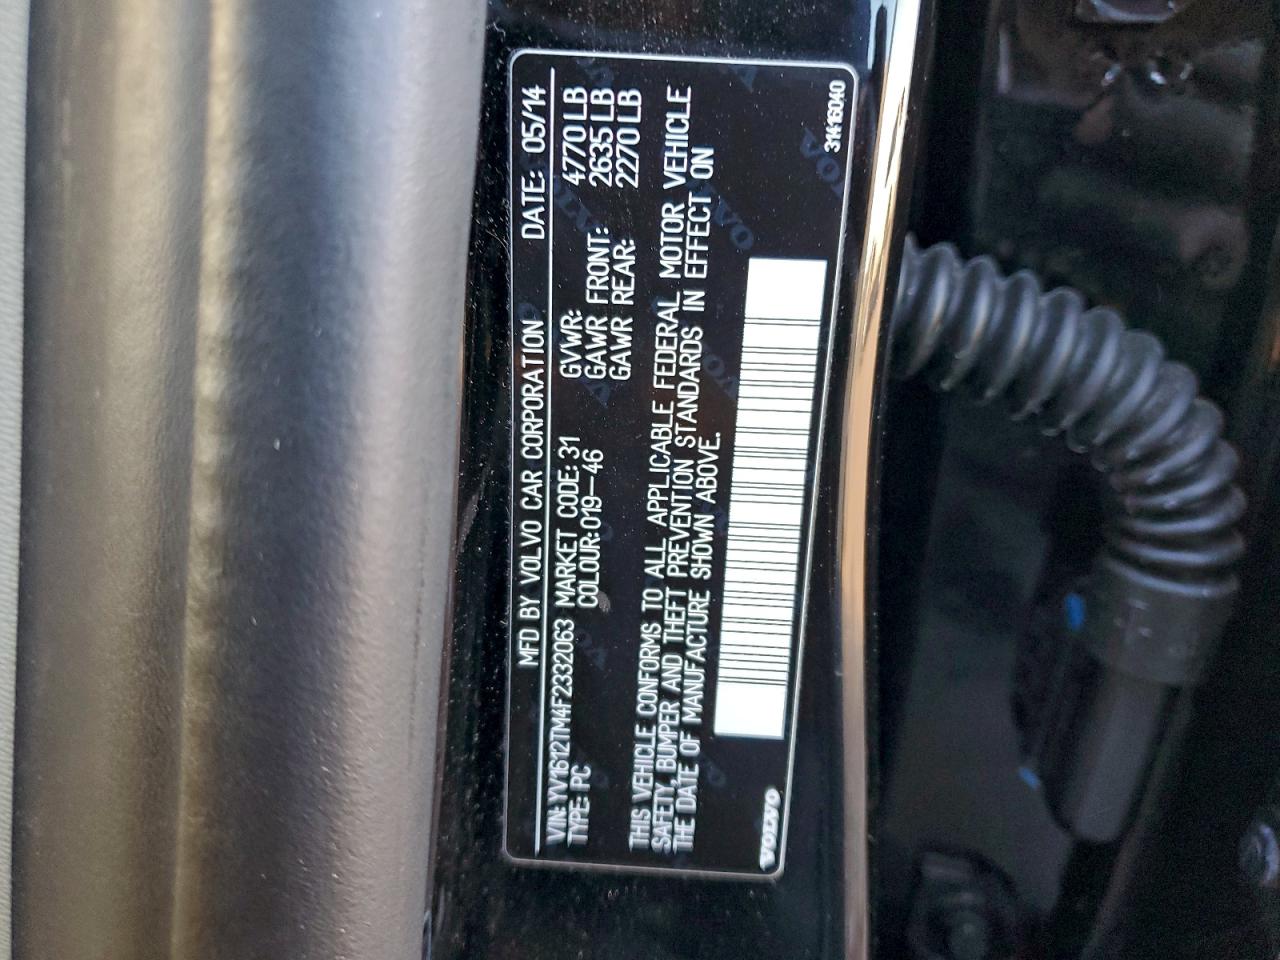 MFD BY VOLVO CAR CORPORATION DATE: 05/14
VIN: YV1612TM4F2332063 MARKET CODE: 31 GVWR: 4770 LB
TYPE: PC COLOUR: 019-46 GAWR FRONT: 2635 LB
GAWR REAR: 2270 LB
THIS VEHICLE CONFORMS TO ALL APPLICABLE FEDERAL MOTOR VEHICLE
SAFETY, BUMPER AND THEFT PREVENTION STANDARDS IN EFFECT ON
THE DATE OF MANUFACTURE SHOWN ABOVE.
VOLVO
31416040